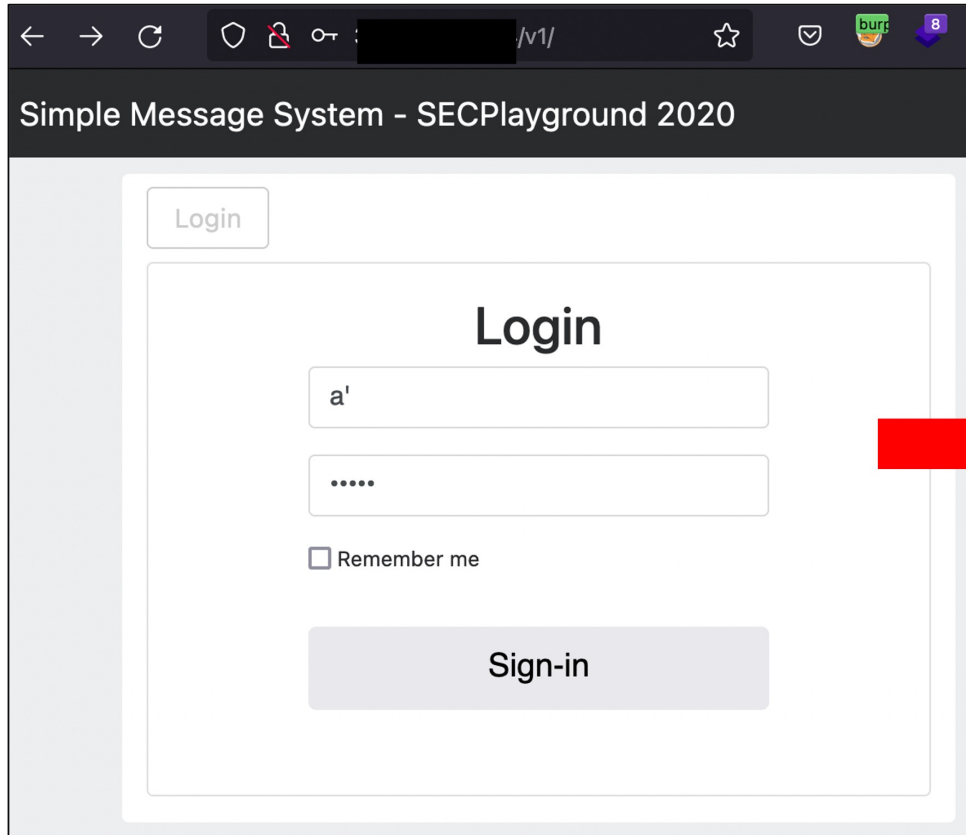 /v1/
burp
8
Simple Message System - SECPlayground 2020
Login
Login
a'
•••••
Remember me
Sign-in